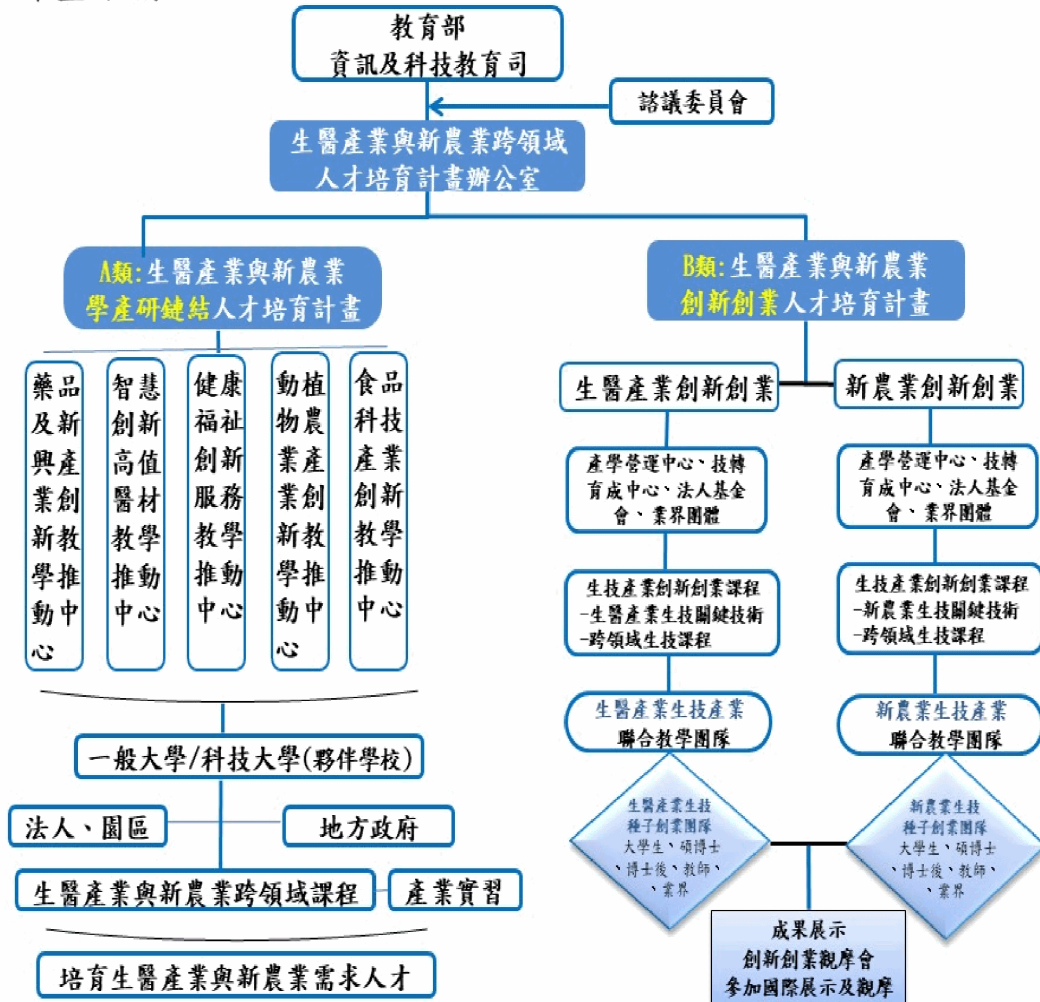 教育部
資訊及科技教育司
諮議委員會
生醫產業與新農業跨領域
人才培育計畫辦公室
A類:生醫產業與新農業
學產研鏈結人才培育計畫
B類:生醫產業與新農業
創新創業人才培育計畫
藥品
及新
興產
業創
新教
學推
動中
心
智慧
創新
高值
醫材
教學
推動
中心
健康
福祉
創新
服務
教學
推動
中心
動植
物農
業產
業創
新教
學推
動中
心
食品
科技
產業
創新
教學
推動
中心
一般大學/科技大學(夥伴學校)
法人、園區
地方政府
生醫產業與新農業跨領域課程
產業實習
培育生醫產業與新農業需求人才
生醫產業創新創業
新農業創新創業
產學營運中心、技轉
育成中心、法人基金
會、業界團體
產學營運中心、技轉
育成中心、法人基金
會、業界團體
生技產業創新創業課程
-生醫產業生技關鍵技術
-跨領域生技課程
生技產業創新創業課程
-新農業生技關鍵技術
-跨領域生技課程
生醫產業生技產業
聯合教學團隊
新農業生技產業
聯合教學團隊
生醫產業生技
種子創業團隊
大學生、碩博士
、博士後、教師、
、業界
新農業生技
種子創業團隊
大學生、碩博士
、博士後、教師、
、業界
成果展示
創新創業觀摩會
參加國際展示及觀摩